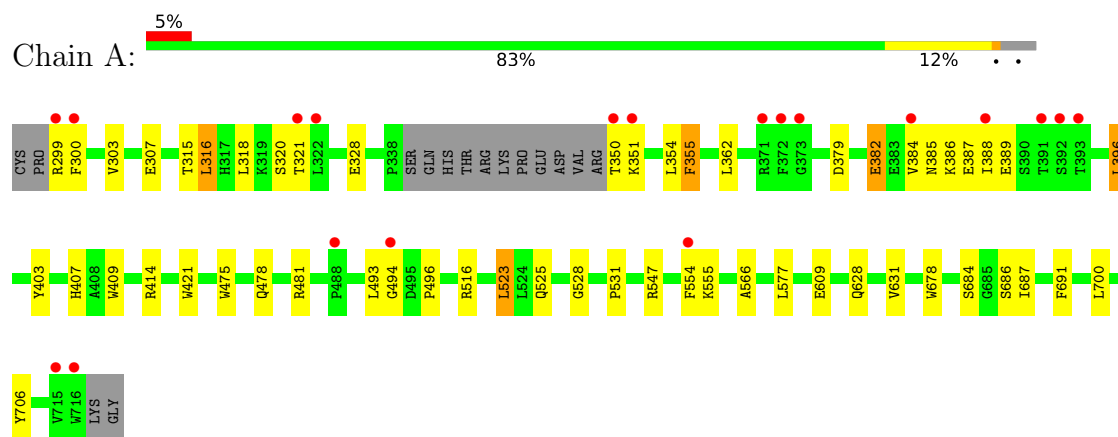 5%
Chain A:
83% 12% • •
CYS PRO R299 F300 V303 E307 T315 L316 H317 L318 K319 S320 T321 L322 E328 P338 SER GLN HIS THR ARG LYS PRO GLU ASP VAL ARG T350 K351 L354 F355 L362 R371 F372 G373 D379 E382 E383 V384 N385 K386 E387 I388 E389 S390 T391 S392 T393 L396
Y403 H407 A408 W409 R414 W421 W475 Q478 R481 P488 L493 G494 D495 P496 R516 L523 L524 Q525 G528 P531 R547 F554 K555 A566 L577 E609 Q628 V631 W678 S684 G685 S686 I687 F691 L700
Y706 V715 W716 LYS GLY